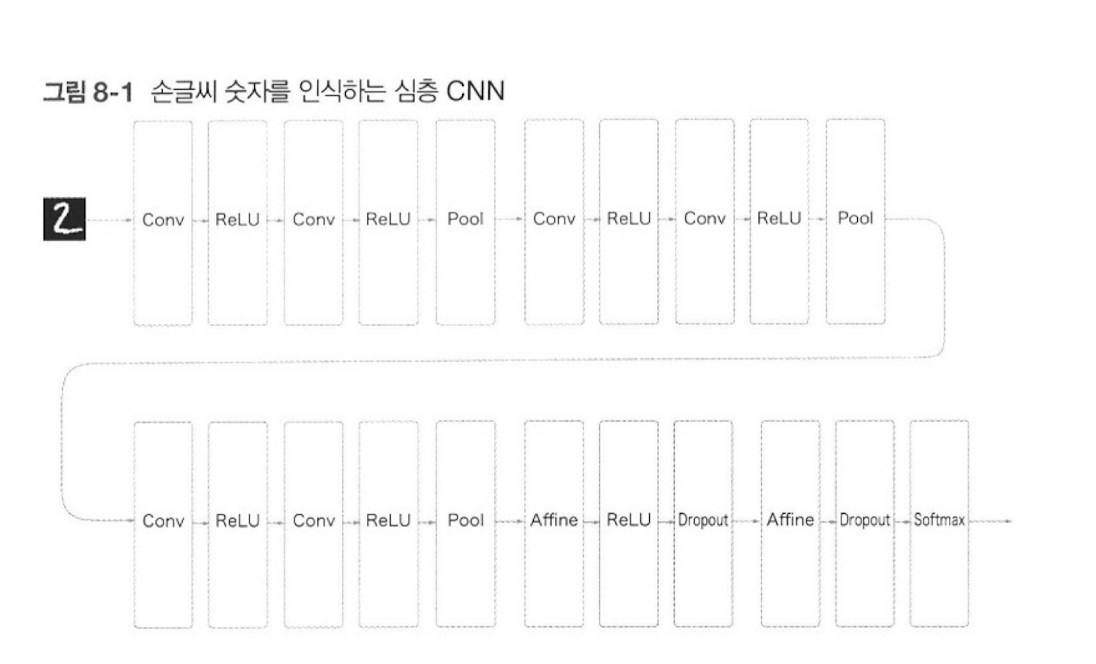 그림 8-1 손글씨 숫자를 인식하는 심층 CNN
2
Conv ReLU Conv ReLU Pool Conv ReLU Conv ReLU Pool
Conv ReLU Conv ReLU Pool Affine ReLU Dropout Affine Dropout Softmax